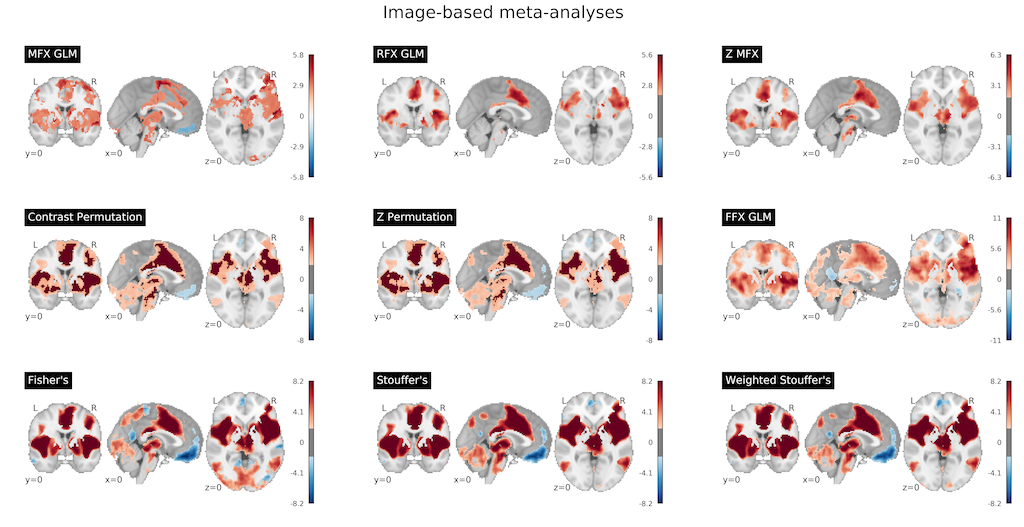 Image-based meta-analyses
MFX GLM
L R
y=0
x=0
z=0
5.8
2.9
0
-2.9
-5.8
RFX GLM
L R
y=0
x=0
z=0
5.6
2.8
0
-2.8
-5.6
Z MFX
L R
y=0
x=0
z=0
6.3
3.1
0
-3.1
-6.3
Contrast Permutation
L R
y=0
x=0
z=0
8
4
0
-4
-8
Z Permutation
L R
y=0
x=0
z=0
8
4
0
-4
-8
FFX GLM
L R
y=0
x=0
z=0
11
5.6
0
-5.6
-11
Fisher's
L R
y=0
x=0
z=0
8.2
4.1
0
-4.1
-8.2
Stouffer's
L R
y=0
x=0
z=0
8.2
4.1
0
-4.1
-8.2
Weighted Stouffer's
L R
y=0
x=0
z=0
8.2
4.1
0
-4.1
-8.2